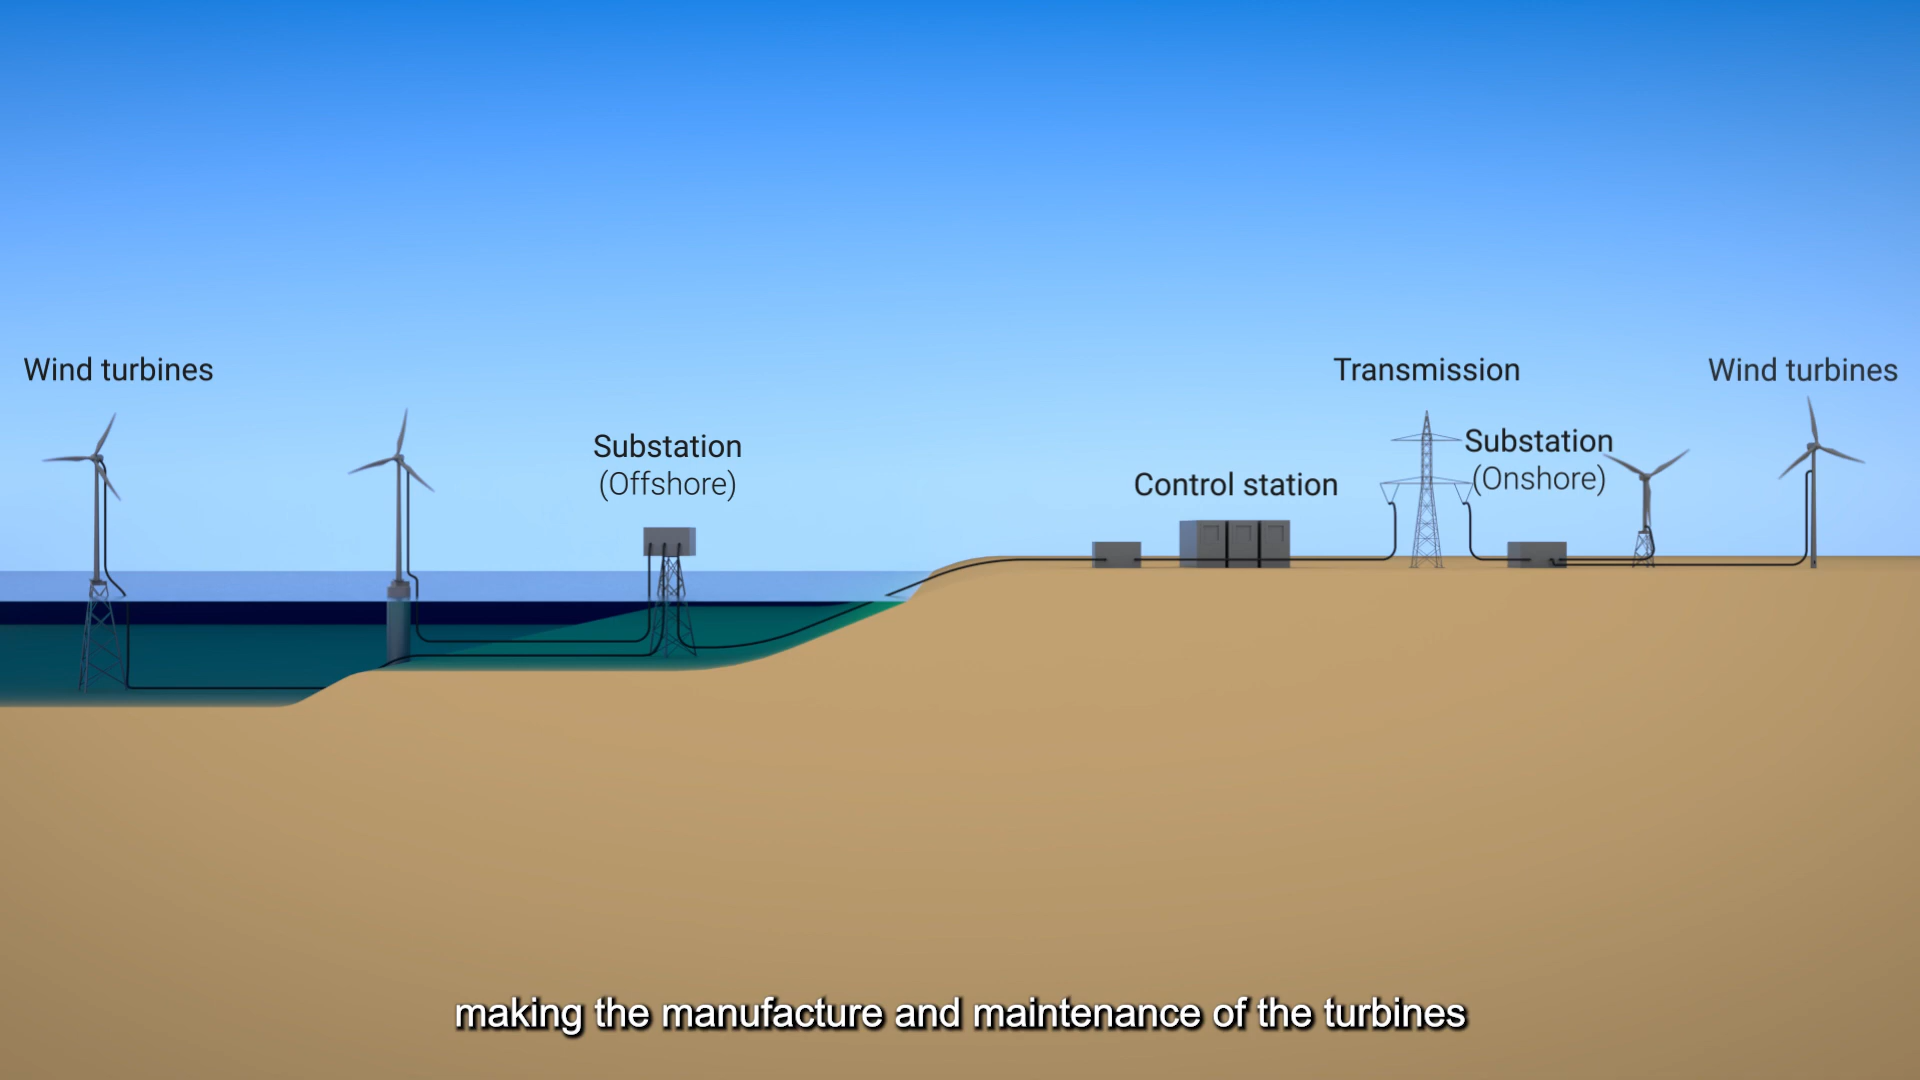 Wind turbines
Substation
(Offshore)
Control station
Transmission
Substation
(Onshore)
Wind turbines
making the manufacture and maintenance of the turbines